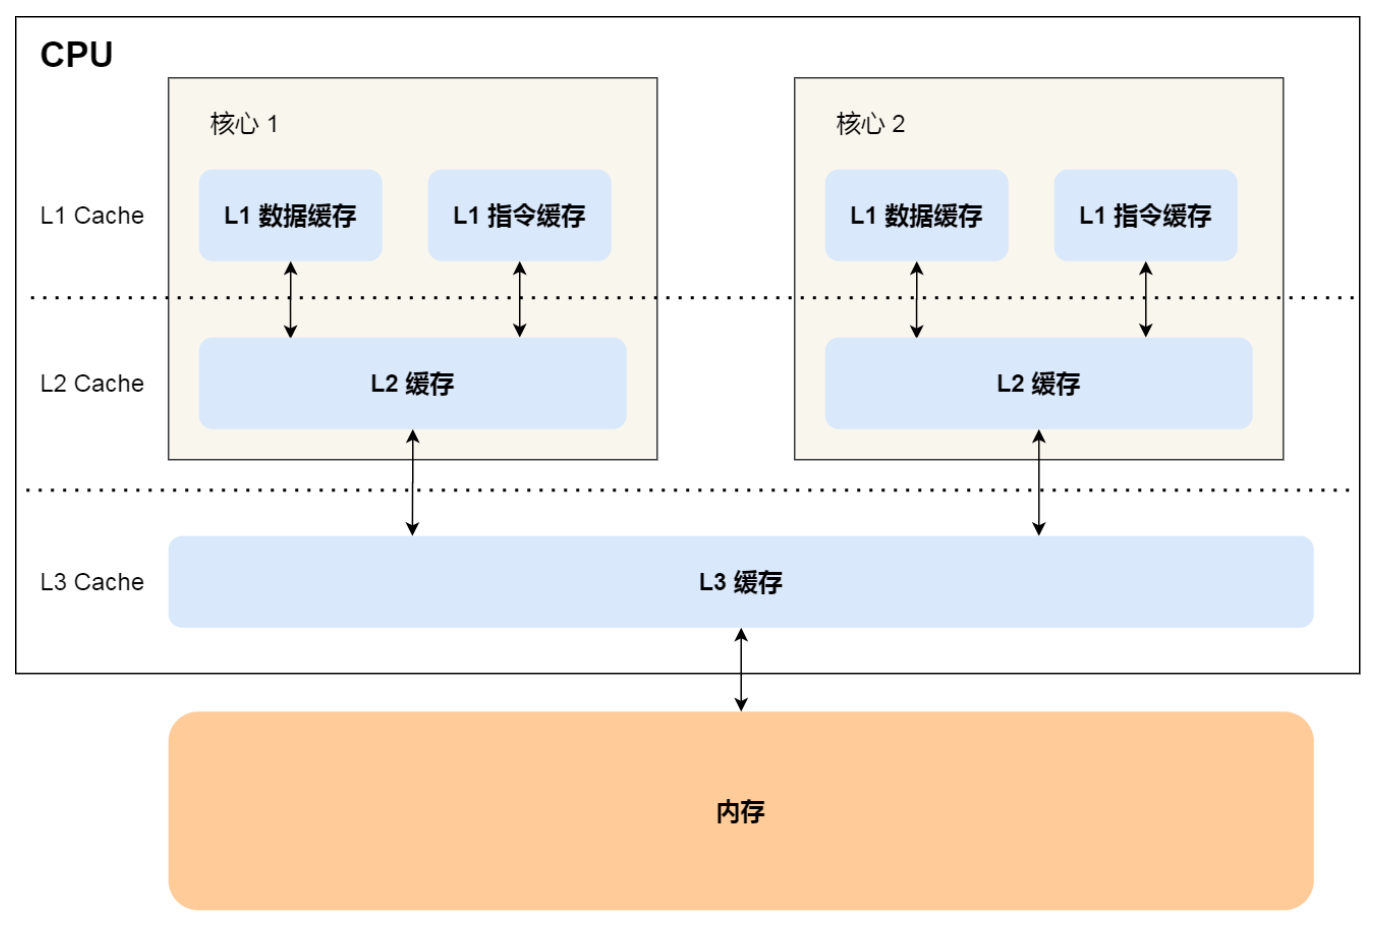 CPU
核心 1
核心 2
L1 Cache
L1 数据缓存
L1 指令缓存
L1 数据缓存
L1 指令缓存
L2 Cache
L2 缓存
L2 缓存
L3 Cache
L3 缓存
内存